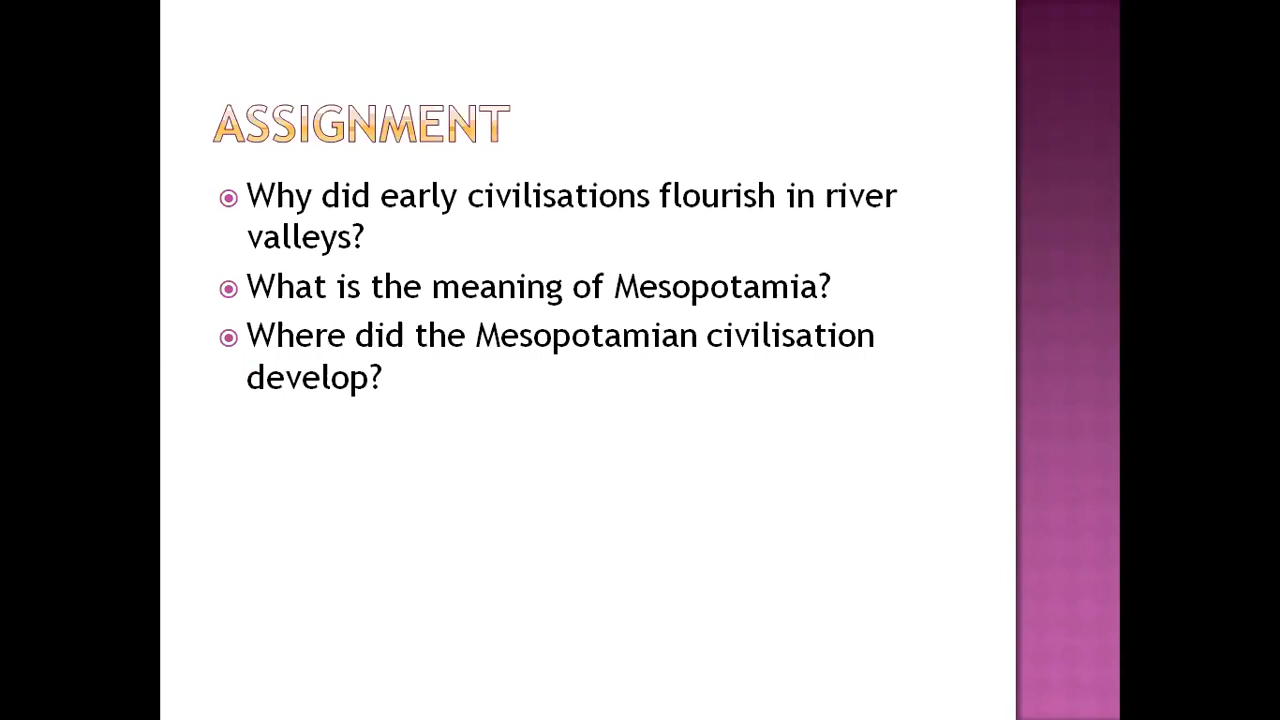 ASSIGNMENT
Why did early civilisations flourish in river
valleys?
What is the meaning of Mesopotamia?
Where did the Mesopotamian civilisation
develop?